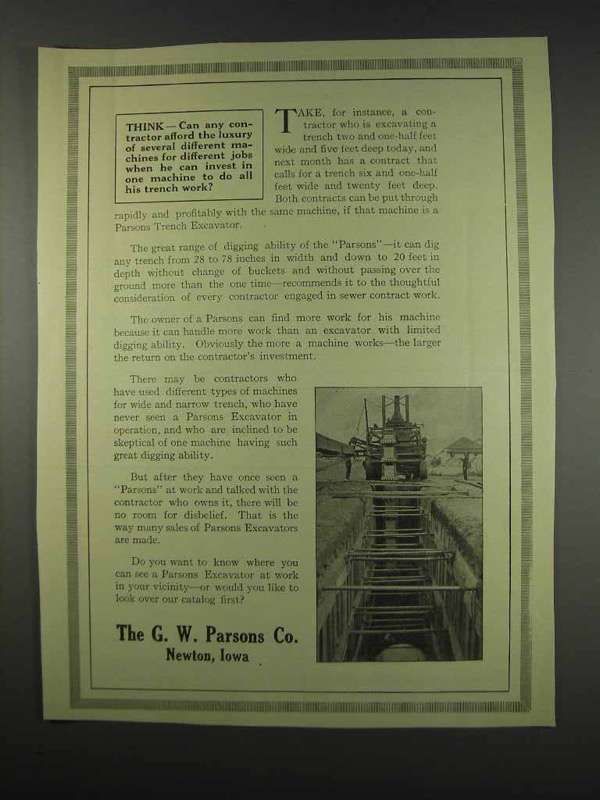 THINK — Can any con-
tractor afford the luxury
of several different ma-
chines for different jobs
when he can invest in
one machine to do all
his trench work?
TAKE, for instance, a con-
tractor who is excavating a
trench two and one-half feet
wide and five feet deep today, and
next month has a contract that
calls for a trench six and one-half
feet wide and twenty feet deep.
Both contracts can be put through
rapidly and profitably with the same machine, if that machine is a
Parsons Trench Excavator.
The great range of digging ability of the "Parsons"—it can dig
any trench from 28 to 78 inches in width and down to 20 feet in
depth without change of buckets and without passing over the
ground more than the one time—recommends it to the thoughtful
consideration of every contractor engaged in sewer contract work.
The owner of a Parsons can find more work for his machine
because it can handle more work than an excavator with limited
digging ability. Obviously the more a machine works—the larger
the return on the contractor's investment.
There may be contractors who
have used different types of machines
for wide and narrow trench, who have
never seen a Parsons Excavator in
operation, and who are inclined to be
skeptical of one machine having such
great digging ability.
But after they have once seen a
"Parsons" at work and talked with the
contractor who owns it, there will be
no room for disbelief. That is the
way many sales of Parsons Excavators
are made.
Do you want to know where you
can see a Parsons Excavator at work
in your vicinity—or would you like to
look over our catalog first?
The G. W. Parsons Co.
Newton, Iowa